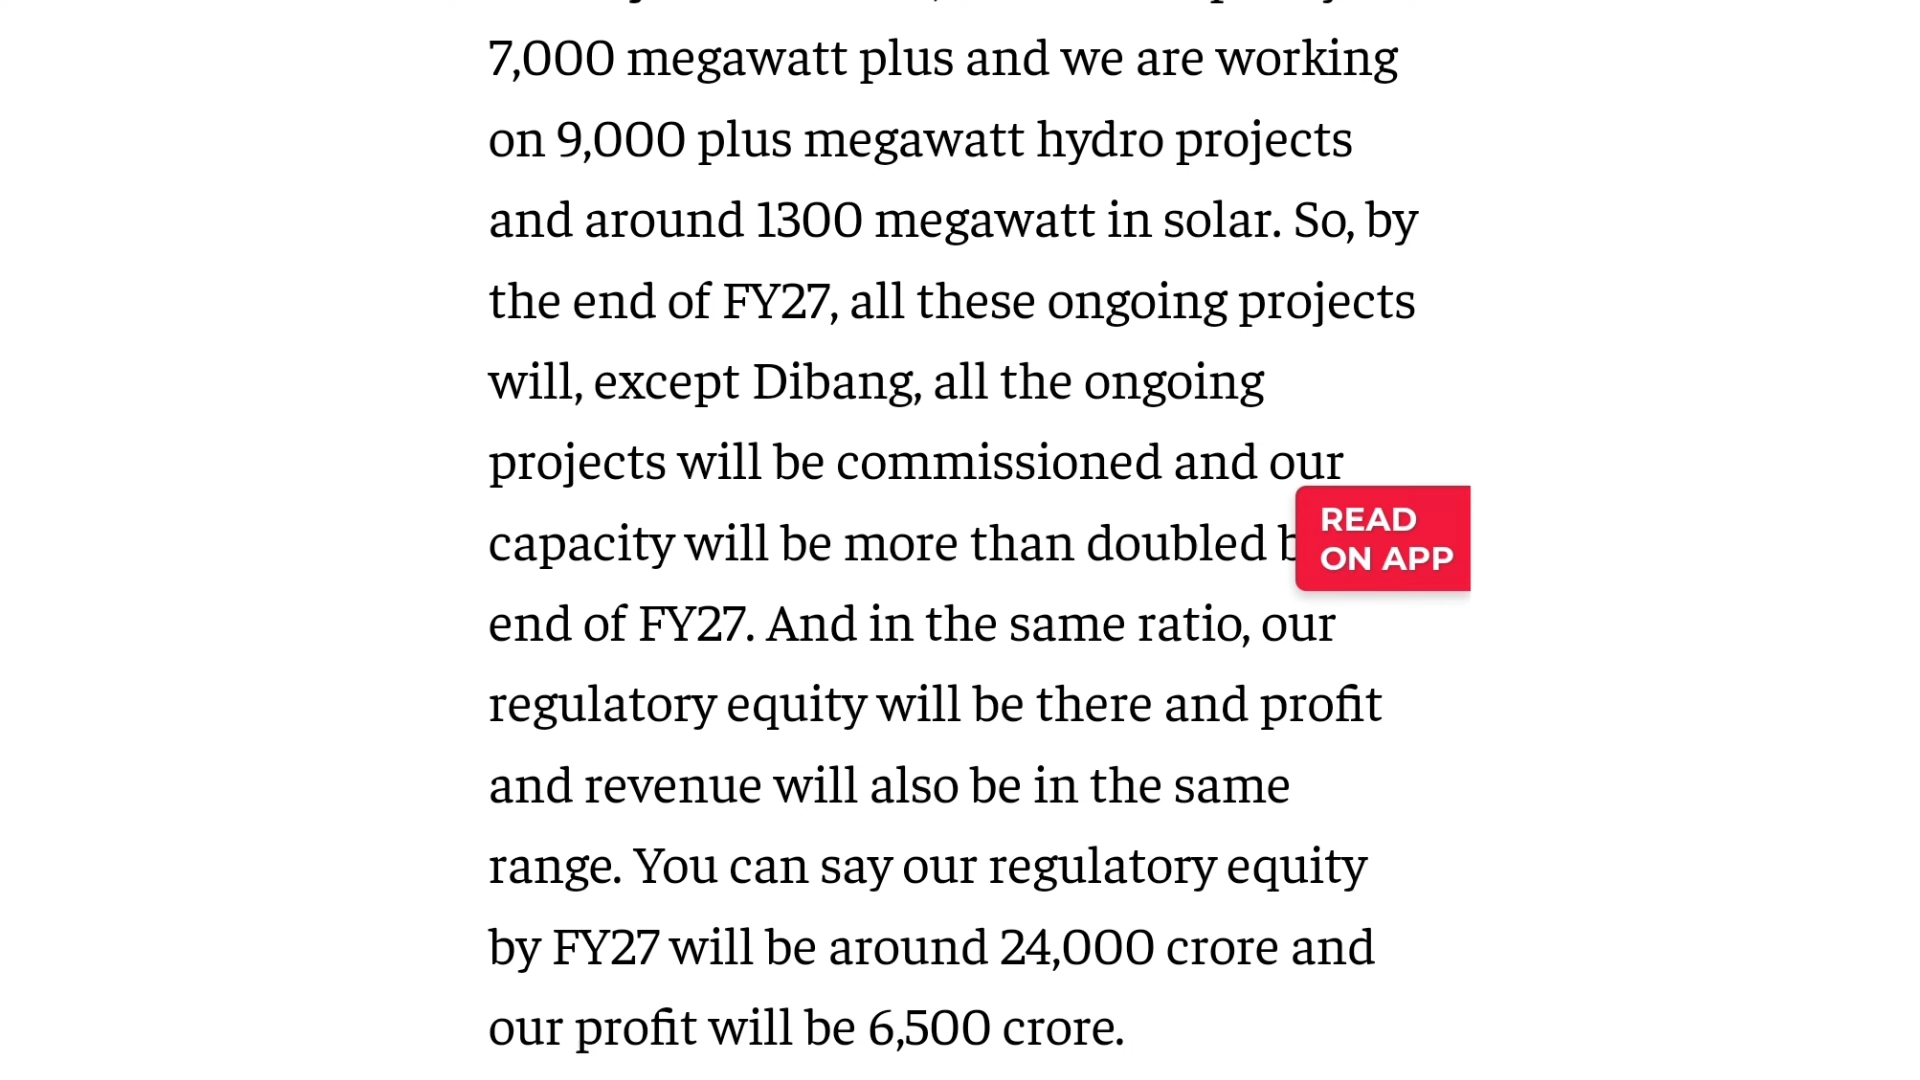 7,000 megawatt plus and we are working
on 9,000 plus megawatt hydro projects
and around 1300 megawatt in solar. So, by
the end of FY27, all these ongoing projects
will, except Dibang, all the ongoing
projects will be commissioned and our
capacity will be more than doubled
READ
ON APP
end of FY27. And in the same ratio, our
regulatory equity will be there and profit
and revenue will also be in the same
range. You can say our regulatory equity
by FY27 will be around 24,000 crore and
our profit will be 6,500 crore.